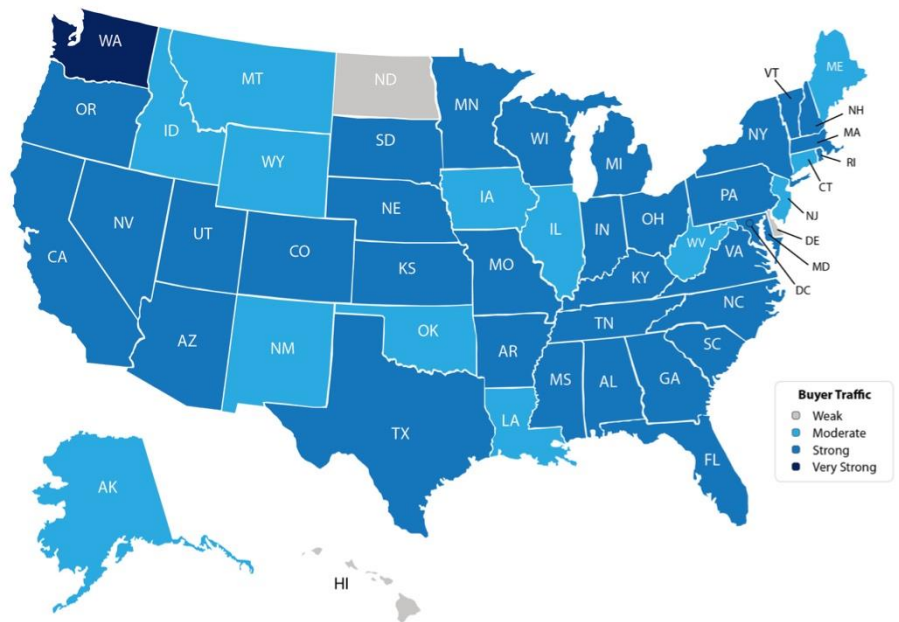 WA
MT
ND
MN
VT
ME
OR
ID
SD
WI
MI
NY
NH
MA
RI
CT
WY
NE
IA
IL
IN
OH
PA
NJ
DE
MD
DC
NV
UT
CO
KS
MO
KY
WV
VA
CA
AZ
NM
OK
AR
TN
NC
SC
TX
LA
MS
AL
GA
FL
AK
HI
Buyer Traffic
Weak
Moderate
Strong
Very Strong